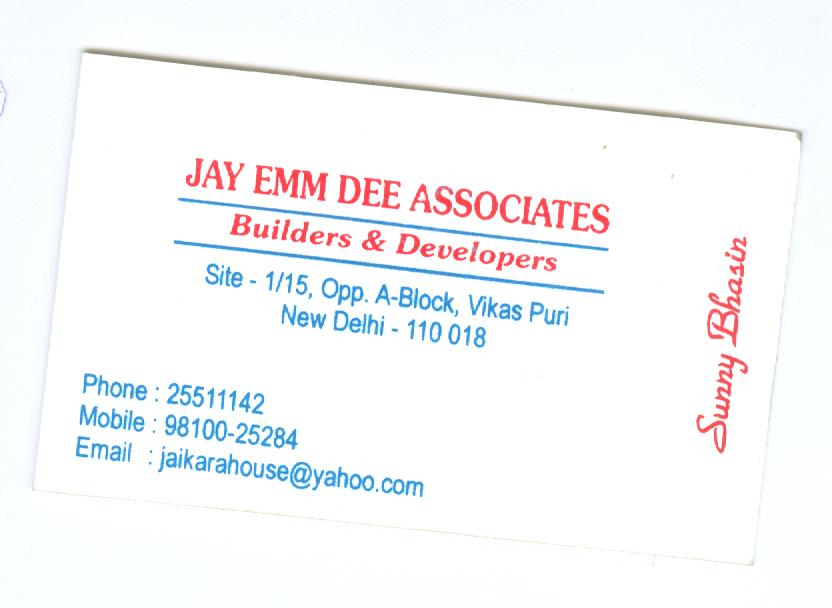 JAY EMM DEE ASSOCIATES
Builders & Developers
Site - 1/15, Opp. A-Block, Vikas Puri
New Delhi - 110 018
Phone : 25511142
Mobile : 98100-25284
Email : jaikarahouse@yahoo.com
Sunny Bhasin